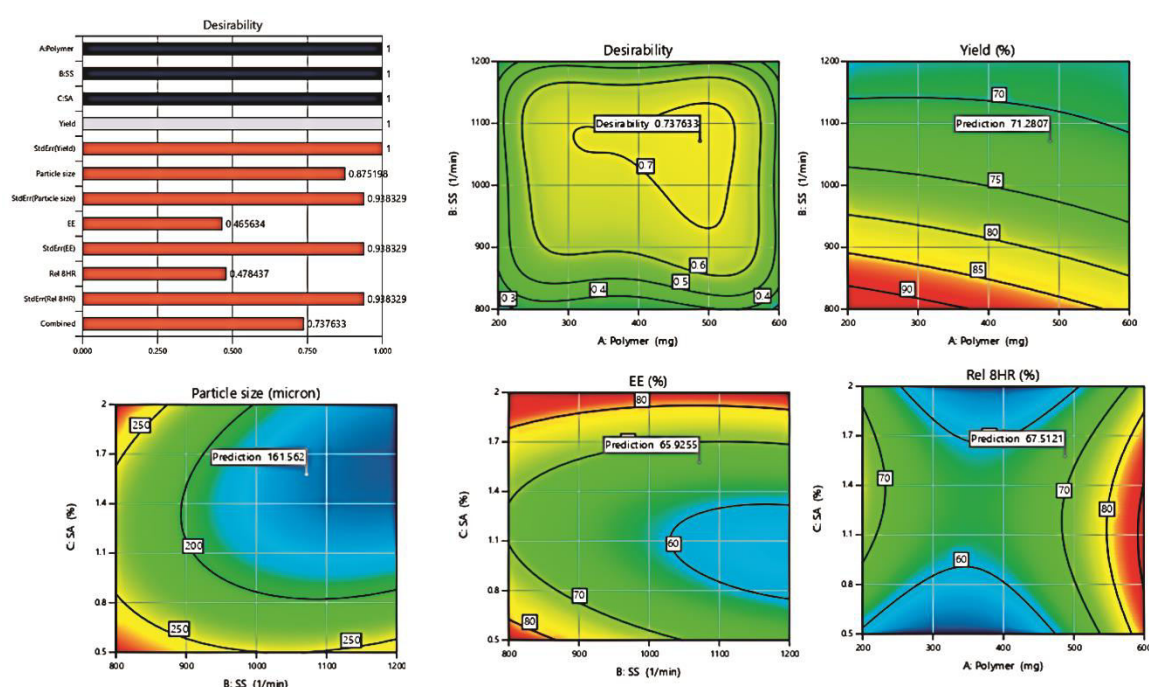 Desirability
A:Polymer
1
B:SS
1
C:SA
1
Yield
1
StdErr(Yield)
1
Particle size
0.875198
StdErr(Particle size)
0.938329
EE
0.465634
StdErr(EE)
0.938329
Rel 8HR
0.478437
StdErr(Rel 8HR)
0.938329
Combined
0.737633
0.000 0.250 0.500 0.750 1.000
Desirability
B: SS (1/min)
1200
1100
1000
900
800
Desirability 0.737633
0.7
0.6
0.5
0.4
0.3
0.4
200 300 400 500 600
A: Polymer (mg)
Yield (%)
B: SS (1/min)
1200
1100
1000
900
800
70
Prediction 71.2807
75
80
85
90
200 300 400 500 600
A: Polymer (mg)
Particle size (micron)
C: SA (%)
2
1.7
1.4
1.1
0.8
0.5
250
Prediction 161.562
200
250
250
800 900 1000 1100 1200
B: SS (1/min)
EE (%)
C: SA (%)
2
1.7
1.4
1.1
0.8
0.5
80
Prediction 65.9255
60
70
80
800 900 1000 1100 1200
B: SS (1/min)
Rel 8HR (%)
C: SA (%)
2
1.7
1.4
1.1
0.8
0.5
Prediction 67.5121
70
70
80
60
200 300 400 500 600
A: Polymer (mg)